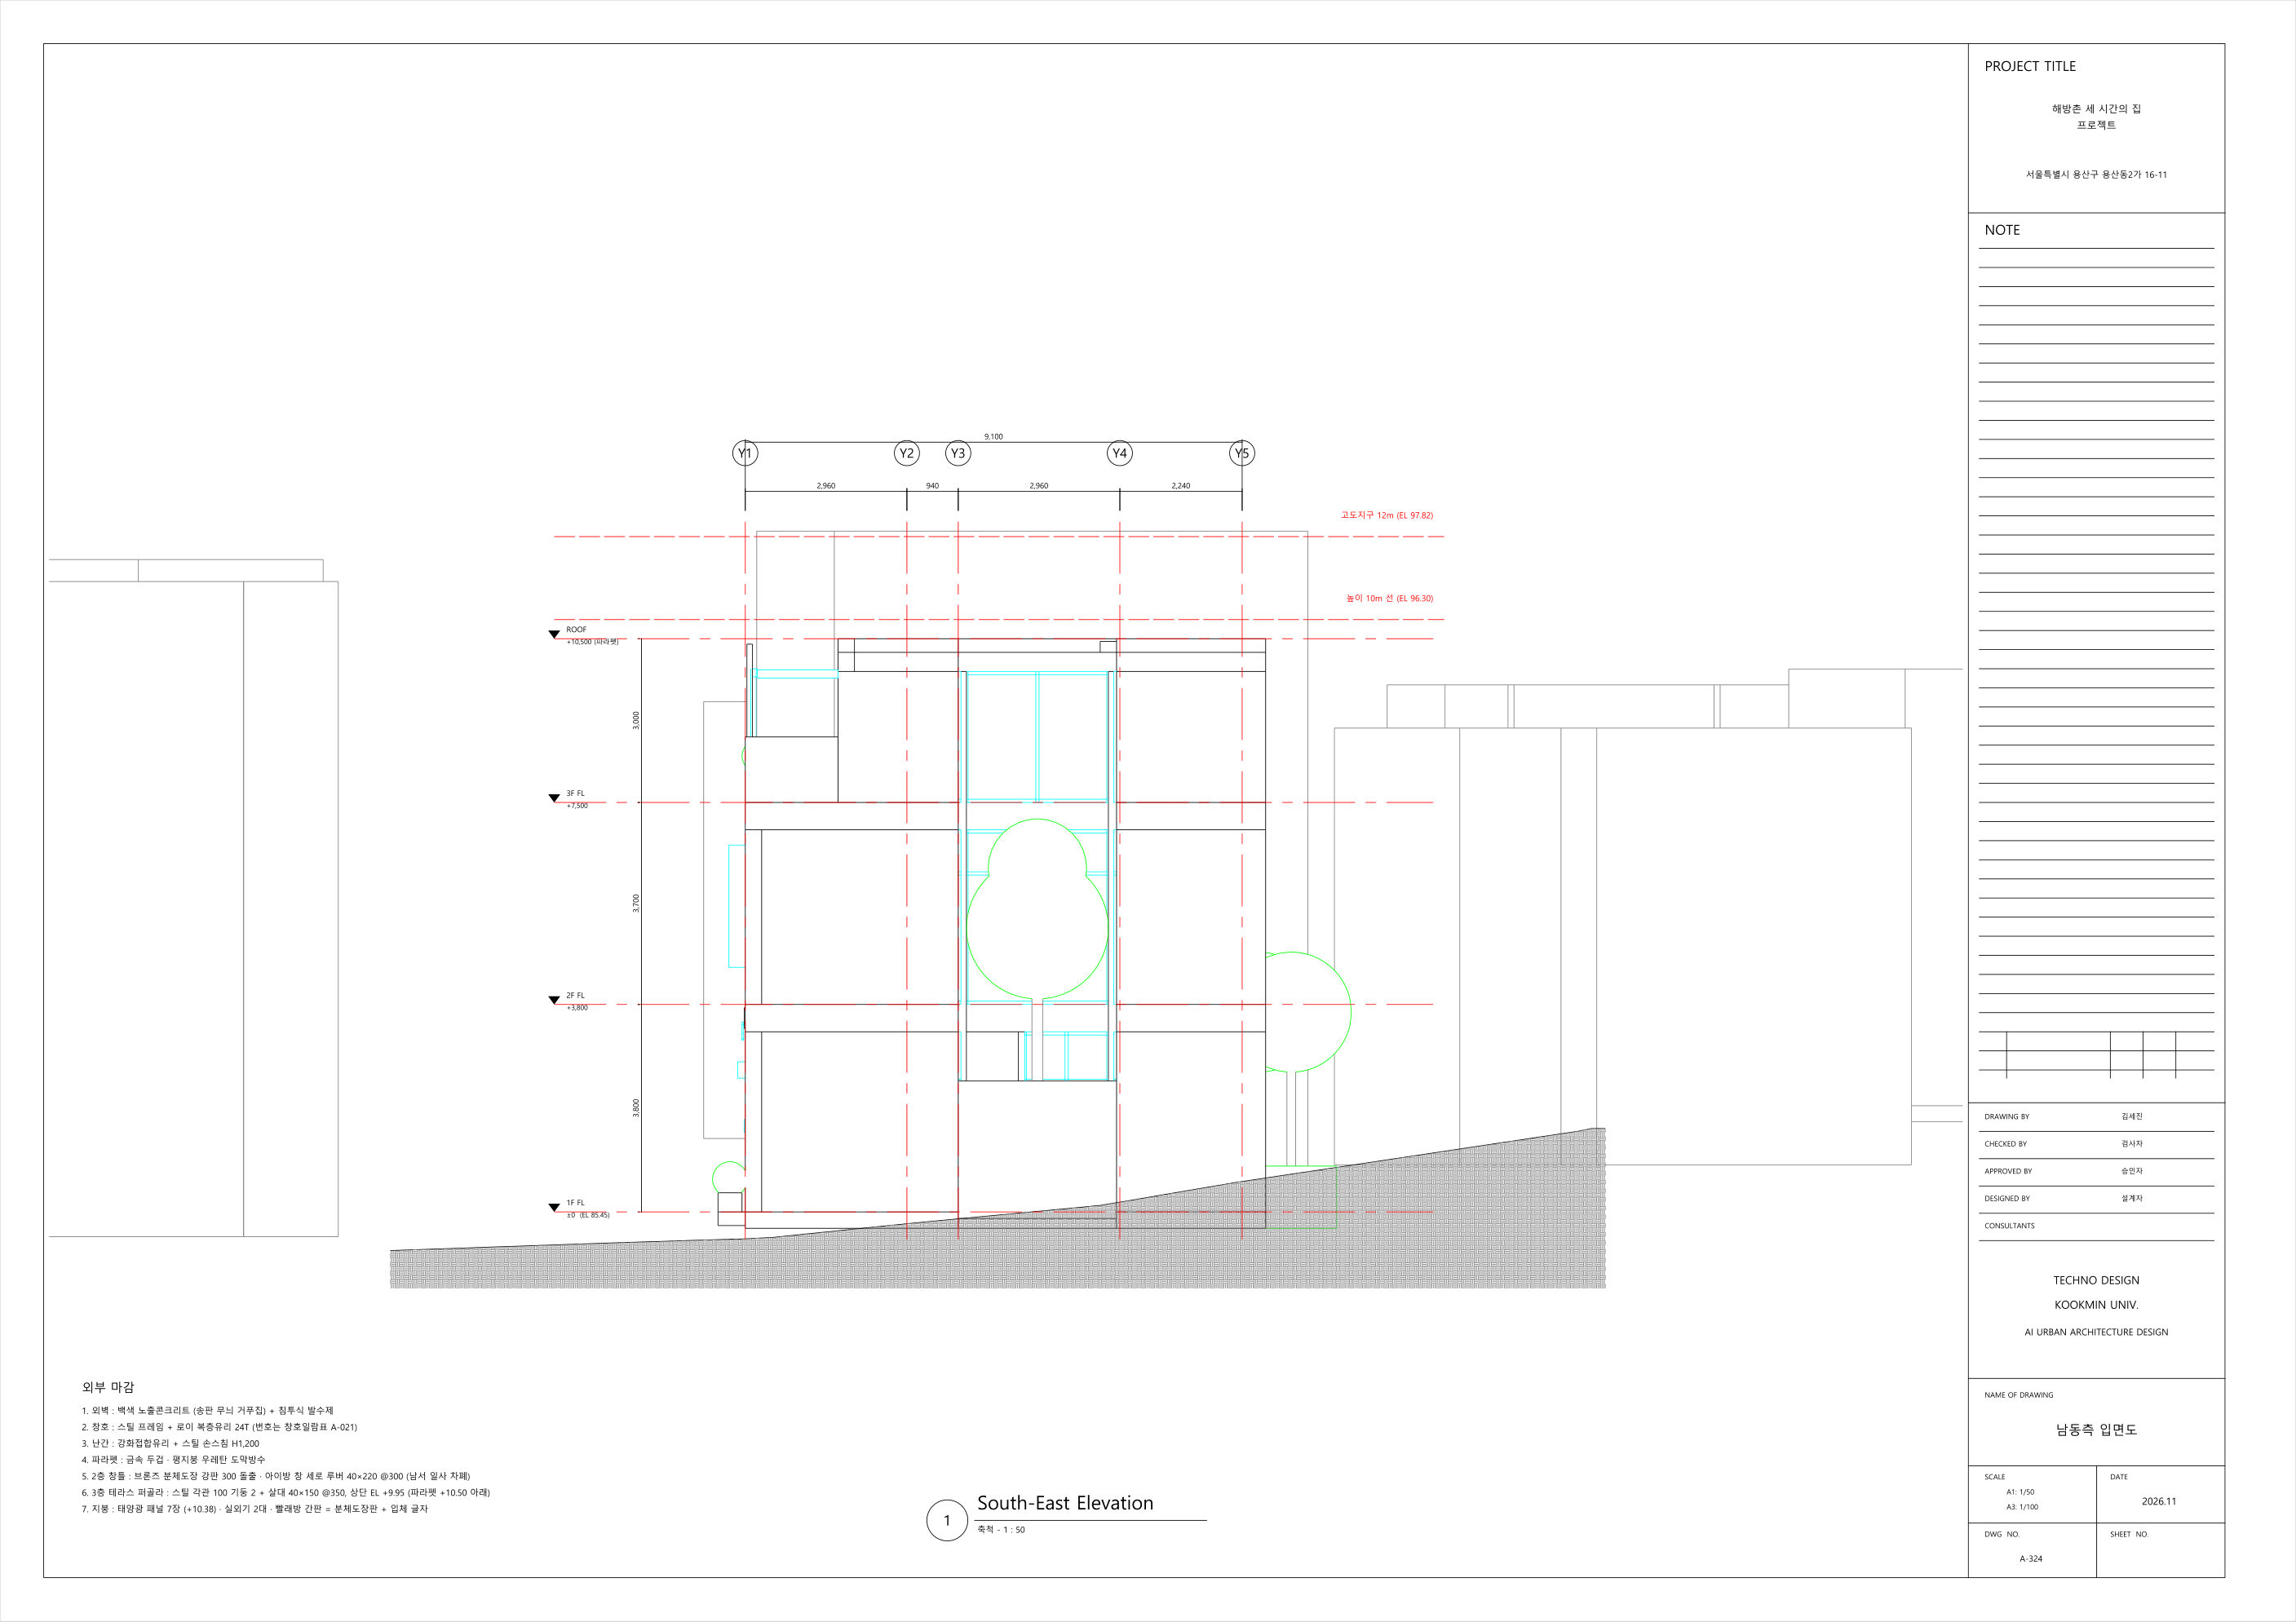 PROJECT TITLE
해방촌 세 시간의 집
프로젝트
서울특별시 용산구 용산동2가 16-11
NOTE
9,100
Y1
Y2
Y3
Y4
Y5
2,960
940
2,960
2,240
고도지구 12m (EL 97.82)
높이 10m 선 (EL 96.30)
ROOF
+10,500 (파라펫)
3,000
3F FL
+7,500
3,700
2F FL
+3,800
3,800
1F FL
±0 (EL 85.45)
DRAWING BY 김세진
CHECKED BY 검사자
APPROVED BY 승인자
DESIGNED BY 설계자
CONSULTANTS
TECHNO DESIGN
KOOKMIN UNIV.
AI URBAN ARCHITECTURE DESIGN
NAME OF DRAWING
남동측 입면도
SCALE
A1: 1/50
A3: 1/100
DATE
2026.11
DWG NO.
A-324
SHEET NO.
외부 마감
1. 외벽 : 백색 노출콘크리트 (송판 무늬 거푸집) + 침투식 발수제
2. 창호 : 스틸 프레임 + 로이 복층유리 24T (번호는 창호일람표 A-021)
3. 난간 : 강화접합유리 + 스틸 손스침 H1,200
4. 파라펫 : 금속 두겁 · 평지붕 우레탄 도막방수
5. 2층 창틀 : 브론즈 분체도장 강판 300 돌출 · 아이방 창 세로 루버 40×220 @300 (남서 일사 차폐)
6. 3층 테라스 퍼골라 : 스틸 각관 100 기둥 2 + 살대 40×150 @350, 상단 EL +9.95 (파라펫 +10.50 아래)
7. 지붕 : 태양광 패널 7장 (+10.38) · 실외기 2대 · 빨래방 간판 = 분체도장판 + 입체 글자
1
South-East Elevation
축척 - 1 : 50